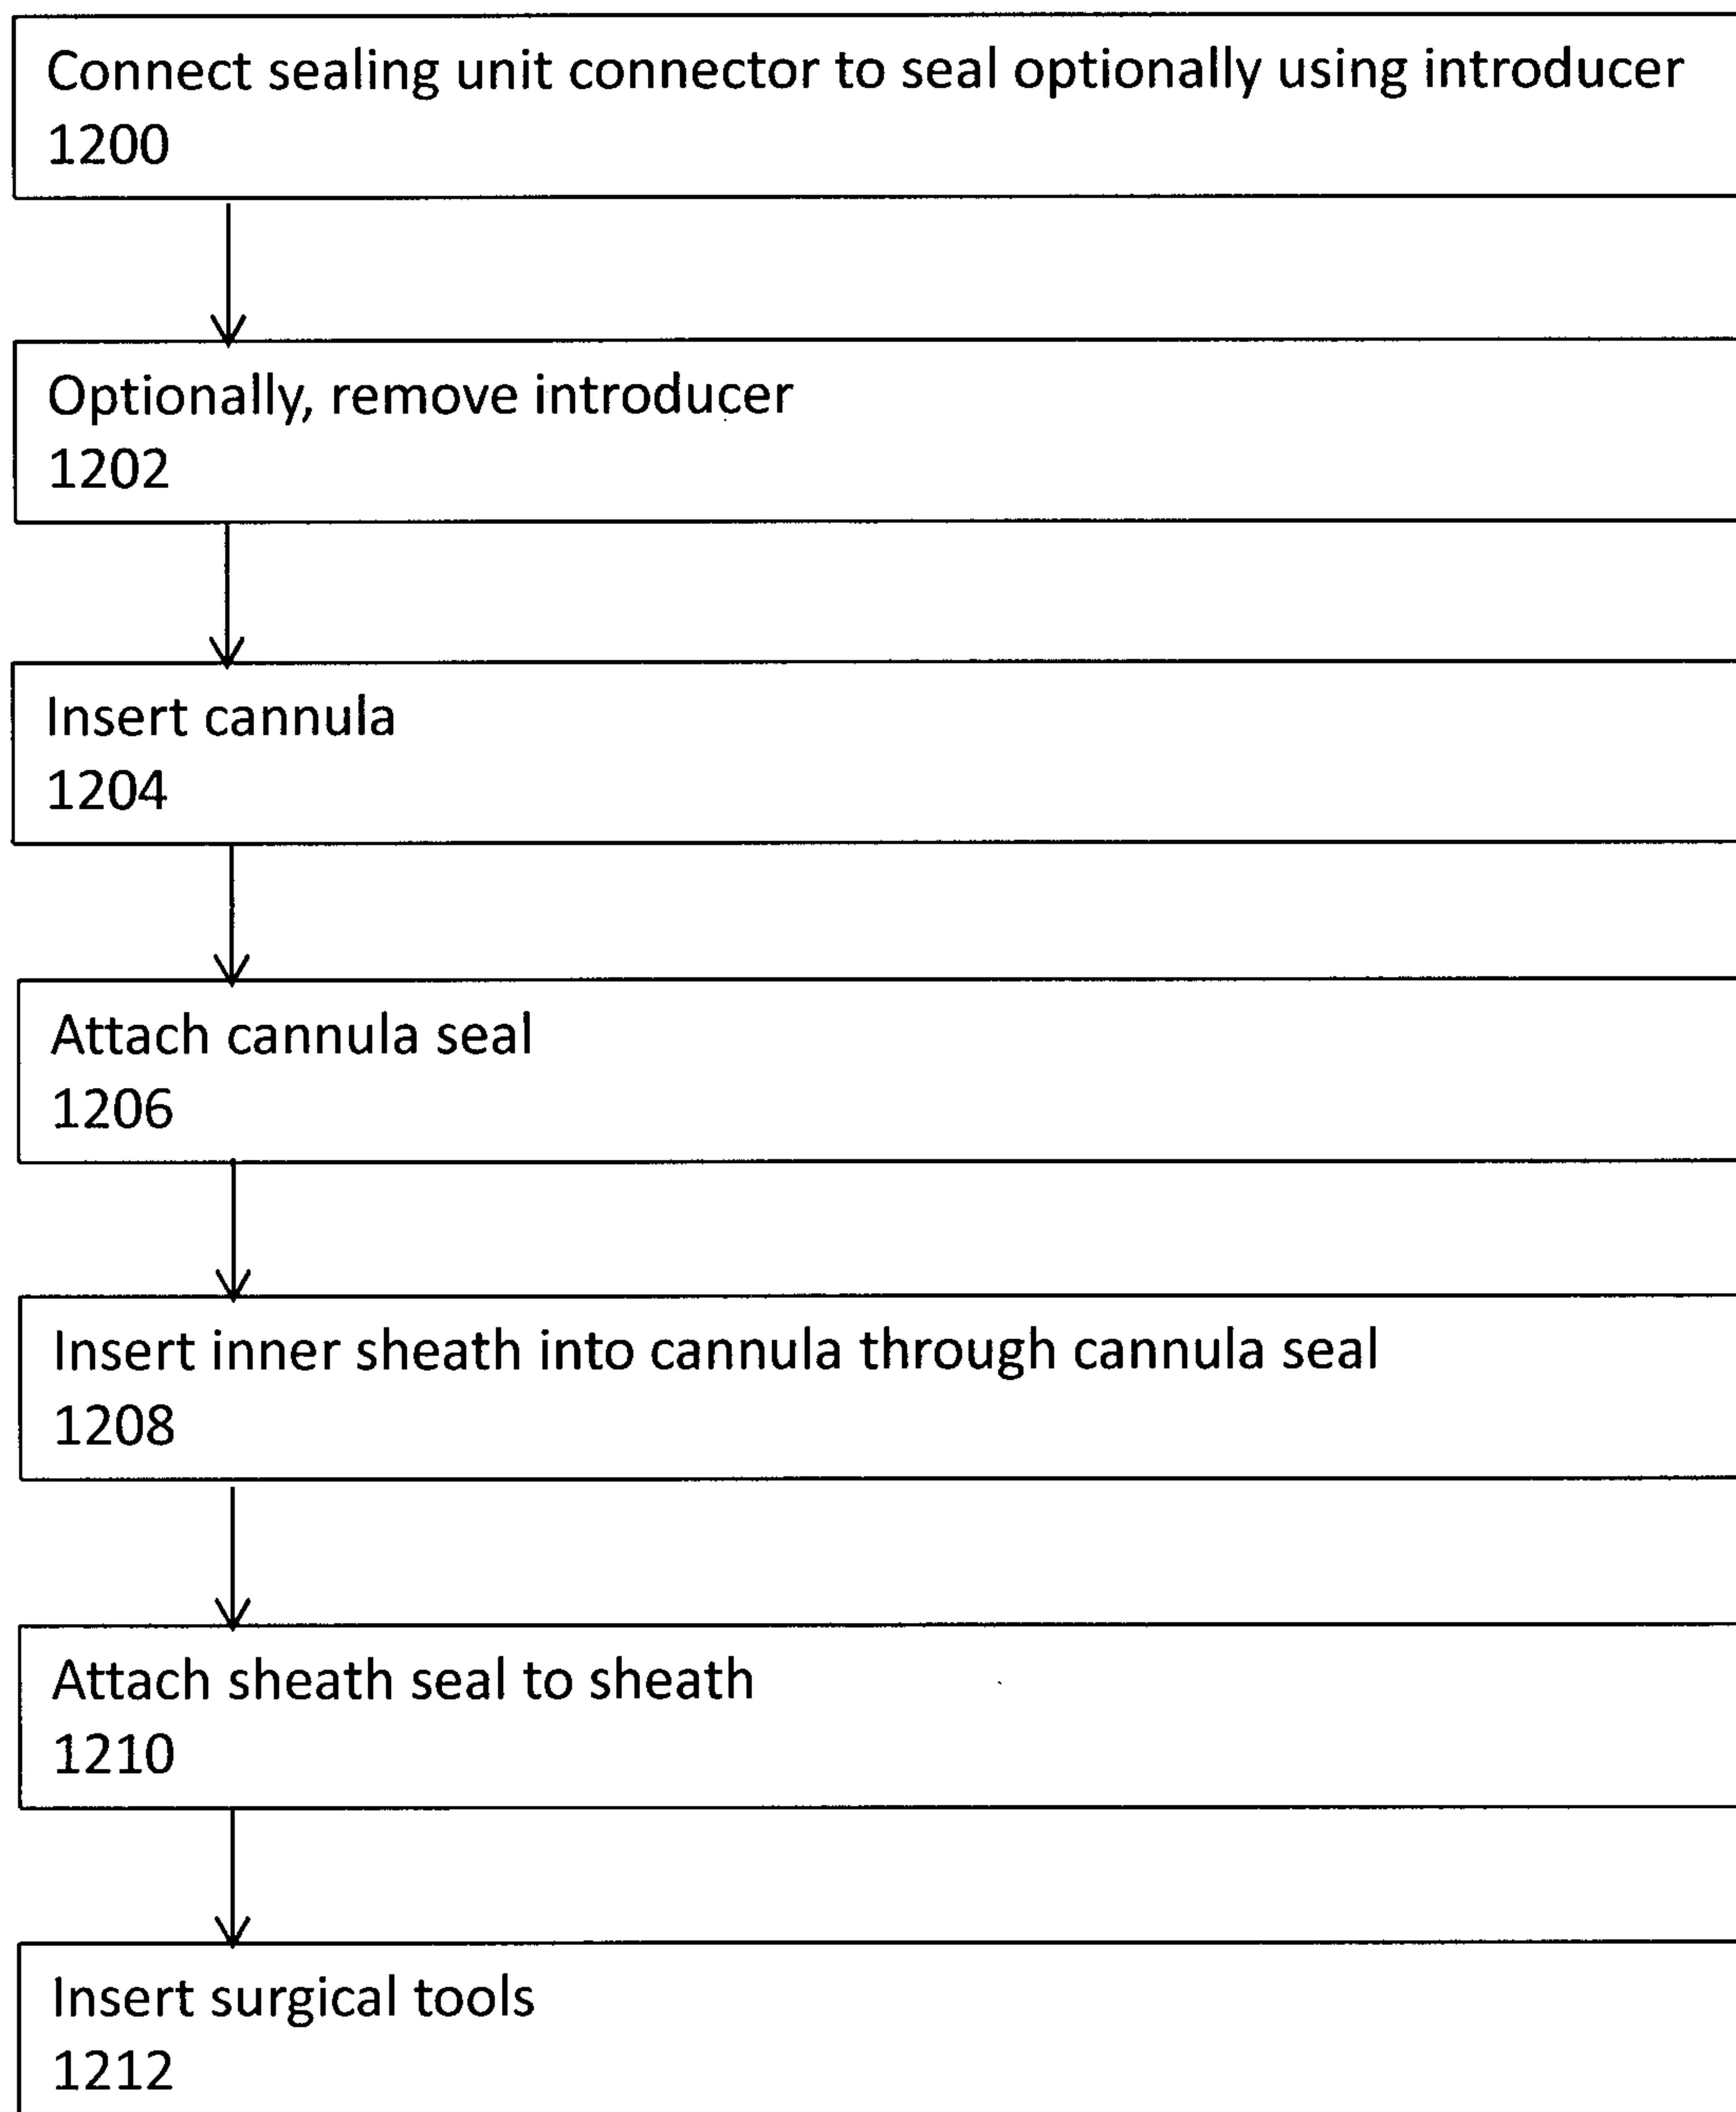 Connect sealing unit connector to seal optionally using introducer
1200
Optionally, remove introducer
1202
Insert cannula
1204
Attach cannula seal
1206
Insert inner sheath into cannula through cannula seal
1208
Attach sheath seal to sheath
1210
Insert surgical tools
1212